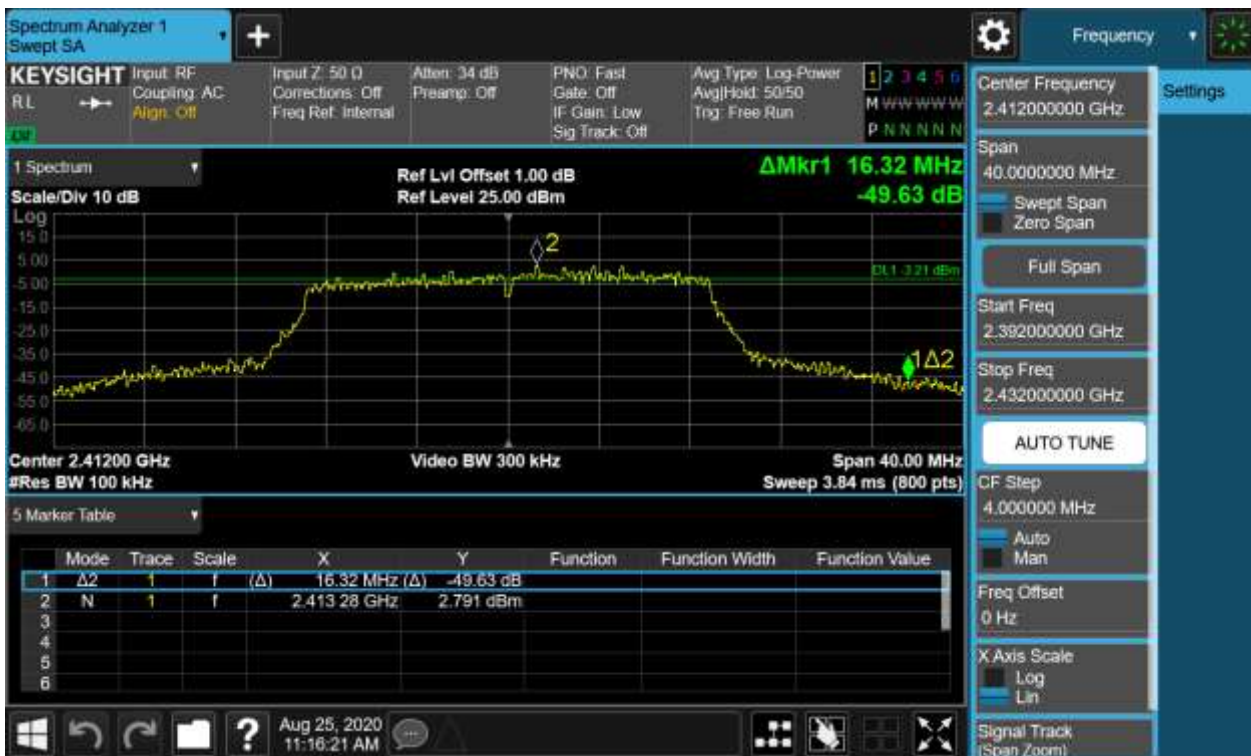 Spectrum Analyzer 1
Swept SA
Frequency
KEYSIGHT
RL
Input: RF
Coupling: AC
Align: Off
Input Z: 50 Ω
Corrections: Off
Freq Ref: Internal
Atten: 34 dB
Preamp: Off
PNO: Fast
Gate: Off
IF Gain: Low
Sig Track: Off
Avg Type: Log-Power
Avg|Hold: 50/50
Trig: Free Run
1 2 3 4 5 6
M W W W W W
P N N N N N
1 Spectrum
Scale/Div 10 dB
Log
Ref Lvl Offset 1.00 dB
Ref Level 25.00 dBm
ΔMkr1 16.32 MHz
-49.63 dB
15.0
5.00
-5.00
-15.0
-25.0
-35.0
-45.0
-55.0
-65.0
2
DL1 -3.21 dBm
1Δ2
Center 2.41200 GHz
#Res BW 100 kHz
Video BW 300 kHz
Span 40.00 MHz
Sweep 3.84 ms (800 pts)
5 Marker Table
Mode Trace Scale X Y Function Function Width Function Value
1 Δ2 1 f (Δ) 16.32 MHz (Δ) -49.63 dB
2 N 1 f 2.413 28 GHz 2.791 dBm
3
4
5
6
Aug 25, 2020
11:16:21 AM
Center Frequency
2.412000000 GHz
Settings
Span
40.0000000 MHz
Swept Span
Zero Span
Full Span
Start Freq
2.392000000 GHz
Stop Freq
2.432000000 GHz
AUTO TUNE
CF Step
4.000000 MHz
Auto
Man
Freq Offset
0 Hz
X Axis Scale
Log
Lin
Signal Track
(Span Zoom)